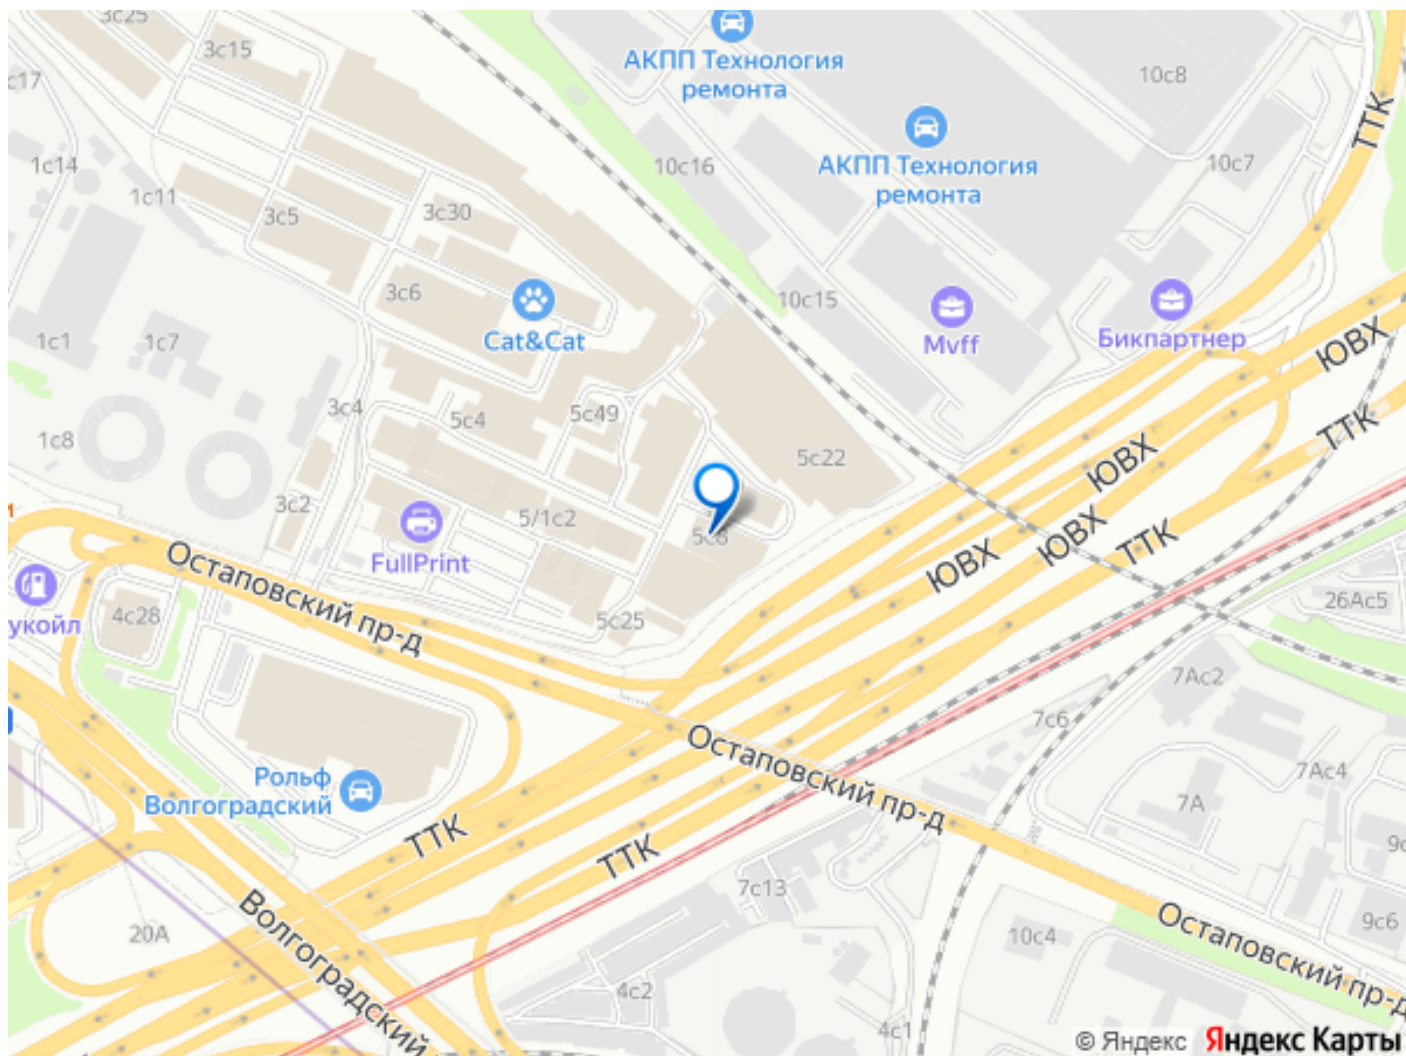 3с25
3с15
с17
АКПП Технология
ремонта
10с8
ТТК
АКПП Технология
ремонта
10с16
10с7
1с14
1с11
3с5
3с30
3с6
Cat&Cat
10с15
Mvff
Бикпартнер
ЮВХ
1с1
1с7
3с4
5с4
5с49
ТТК
1с8
5с22
ЮВХ
3с2
5/1с2
FullPrint
5с8
ЮВХ
ЮВХ
ТТК
Остаповский пр-д
укойл
4с28
5с25
26Ас5
7Ас2
7с6
Остаповский пр-д
Рольф
Волгоградский
7Ас4
7А
ТТК
ТТК
7с13
Волгоградский
20А
10с4
9с6
Остаповский пр-д
4с2
4с1
© Яндекс Яндекс Карты